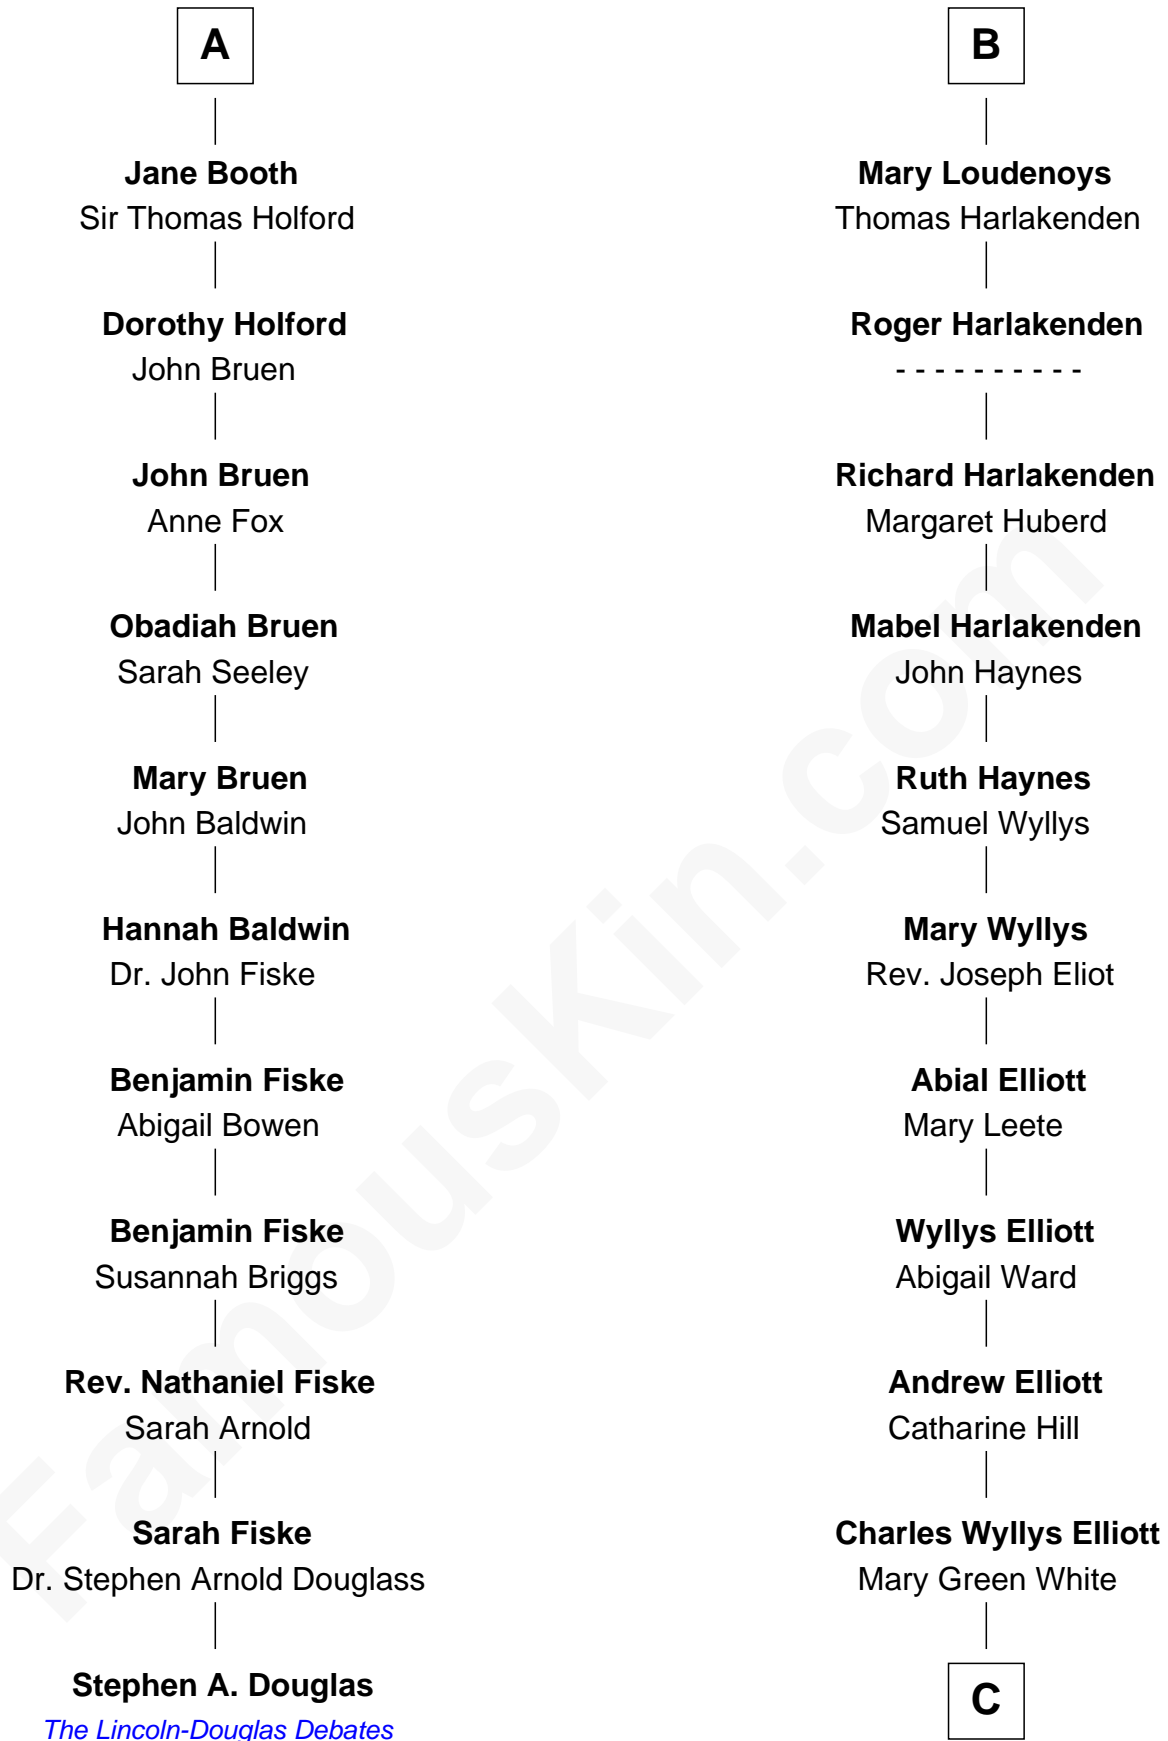 A
Jane Booth
Sir Thomas Holford
Dorothy Holford
John Bruen
John Bruen
Anne Fox
Obadiah Bruen
Sarah Seeley
Mary Bruen
John Baldwin
Hannah Baldwin
Dr. John Fiske
Benjamin Fiske
Abigail Bowen
Benjamin Fiske
Susannah Briggs
Rev. Nathaniel Fiske
Sarah Arnold
Sarah Fiske
Dr. Stephen Arnold Douglass
Stephen A. Douglas
The Lincoln-Douglas Debates
B
Mary Loudenoys
Thomas Harlakenden
Roger Harlakenden
- - - - - - - - - -
Richard Harlakenden
Margaret Huberd
Mabel Harlakenden
John Haynes
Ruth Haynes
Samuel Wyllys
Mary Wyllys
Rev. Joseph Eliot
Abial Elliott
Mary Leete
Wyllys Elliott
Abigail Ward
Andrew Elliott
Catharine Hill
Charles Wyllys Elliott
Mary Green White
C
FamousKin.com